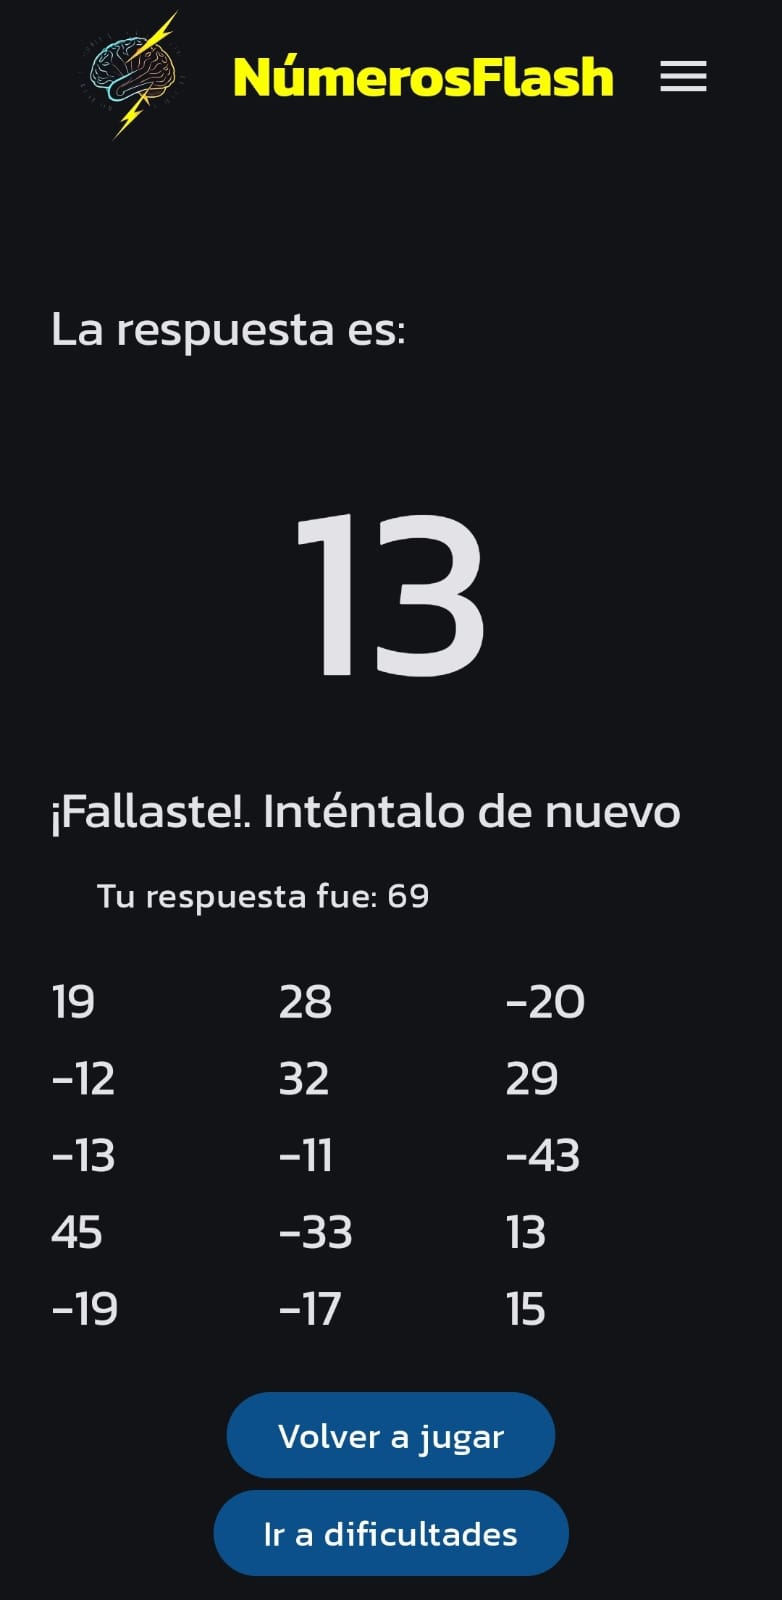 NúmerosFlash
La respuesta es:
13
¡Fallaste!. Inténtalo de nuevo
Tu respuesta fue: 69
19 28 -20
-12 32 29
-13 -11 -43
45 -33 13
-19 -17 15
Volver a jugar
Ir a dificultades